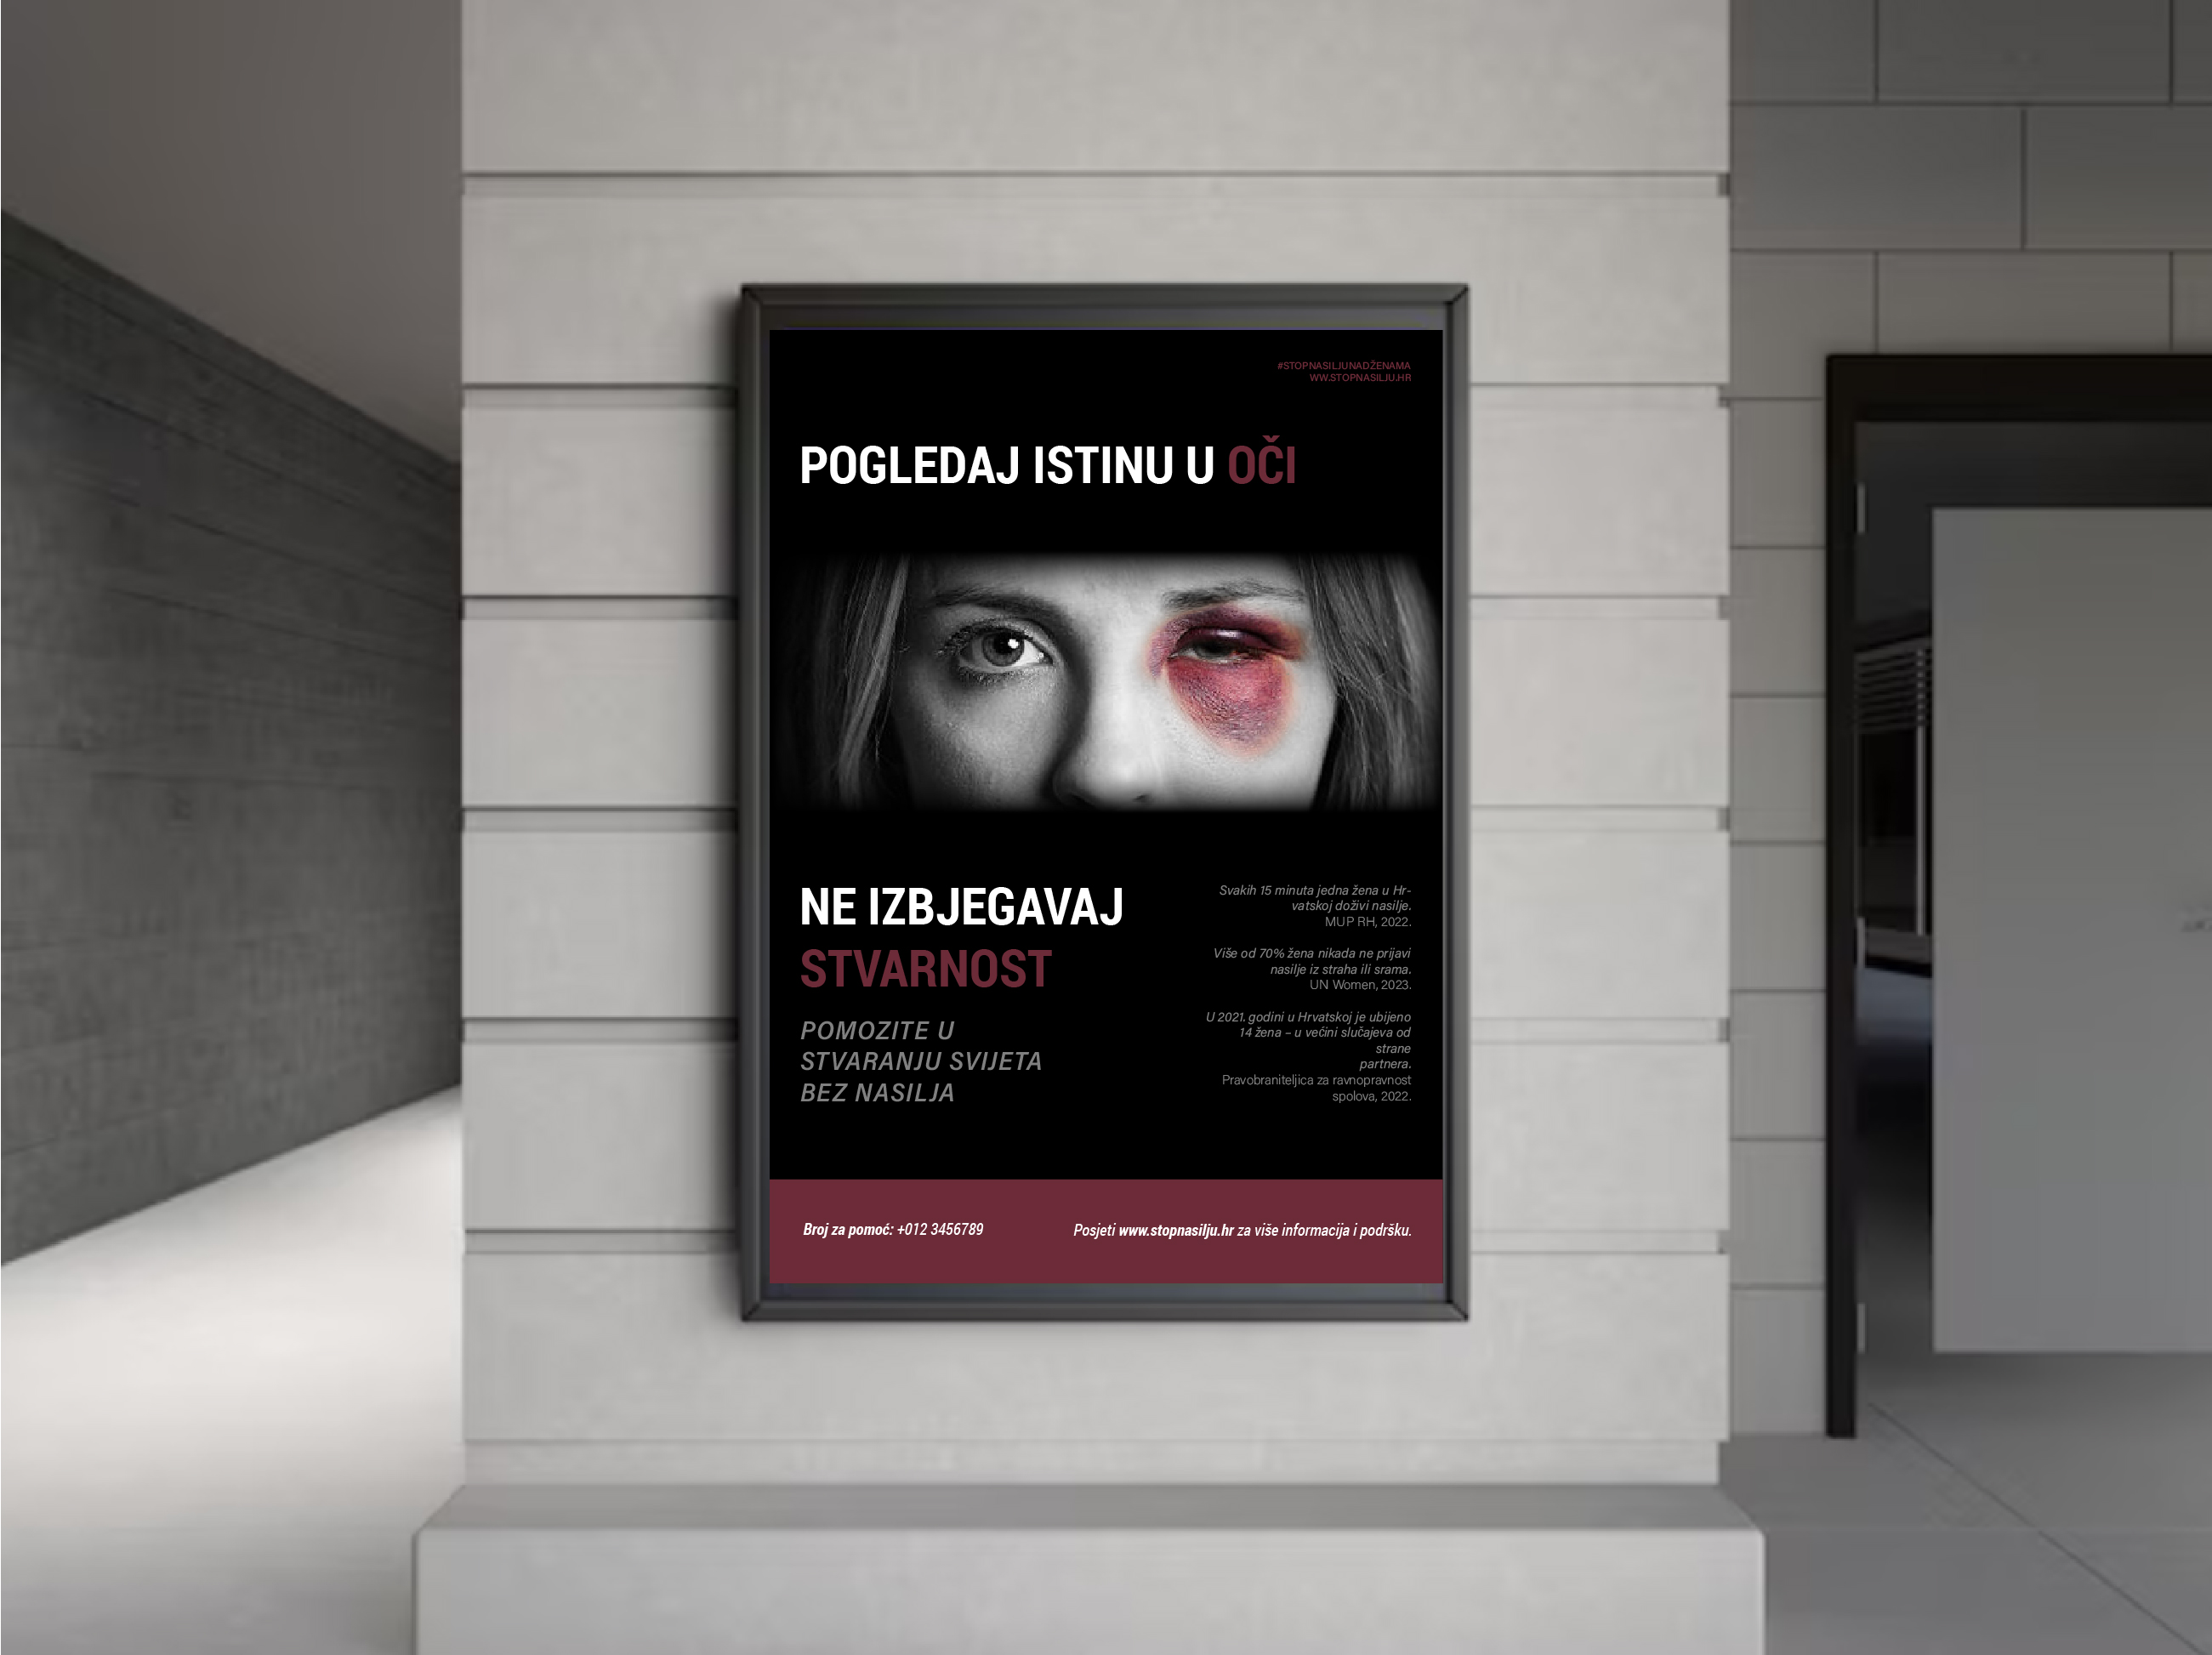 #STOPNASILJUNADŽENAMA
WW.STOPNASILJU.HR
POGLEDAJ ISTINU U OČI
NE IZBJEGAVAJ
STVARNOST
POMOZITE U
STVARANJU SVIJETA
BEZ NASILJA
Svakih 15 minuta jedna žena u Hr-
vatskoj doživi nasilje.
MUP RH, 2022.
Više od 70% žena nikada ne prijavi
nasilje iz straha ili srama.
UN Women, 2023.
U 2021. godini u Hrvatskoj je ubijeno
14 žena – u većini slučajeva od
strane
partnera.
Pravobraniteljica za ravnopravnost
spolova, 2022.
Broj za pomoć: +012 3456789
Posjeti www.stopnasilju.hr za više informacija i podršku.